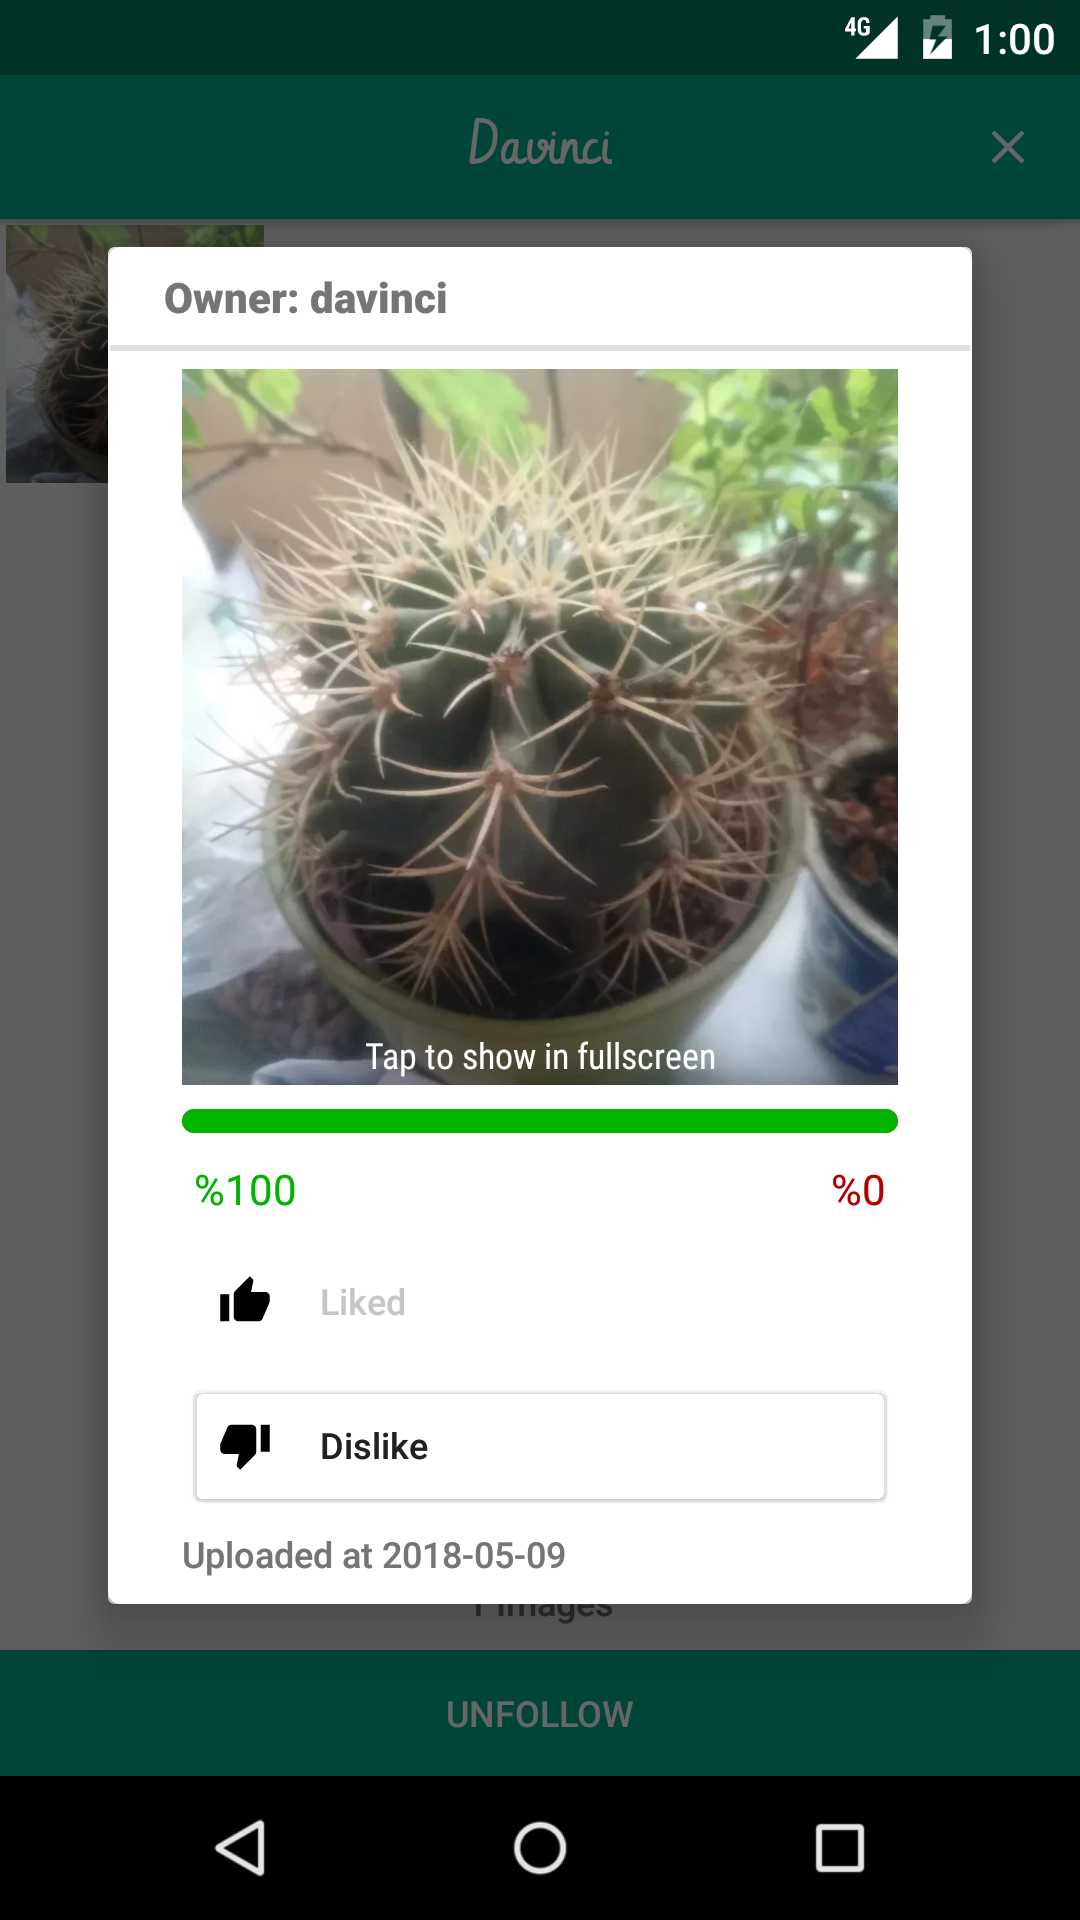 4G 1:00
Davinci
Owner: davinci
Tap to show in fullscreen
%100 %0
Liked
Dislike
Uploaded at 2018-05-09
1 images
UNFOLLOW